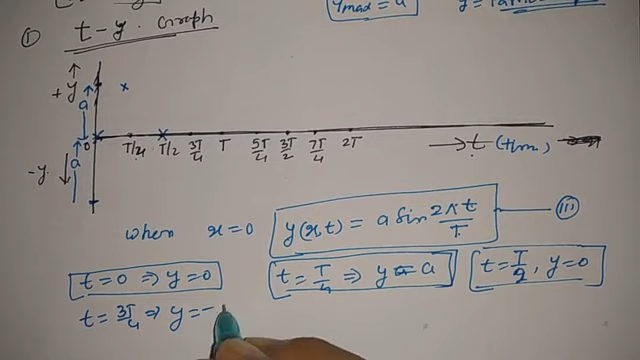 ① t-y. Graph
Ymax = a
+y
a
0
T/4 T/2 3T/4 T 5T/4 3T/2 7T/4 2T
→ t (time) →
-y
a
when x=0 y(x,t) = a sin 2πt/T (iii)
t=0 ⇒ y=0 t = T/4 ⇒ y = a t = T/2, y=0
t = 3T/4 ⇒ y = -